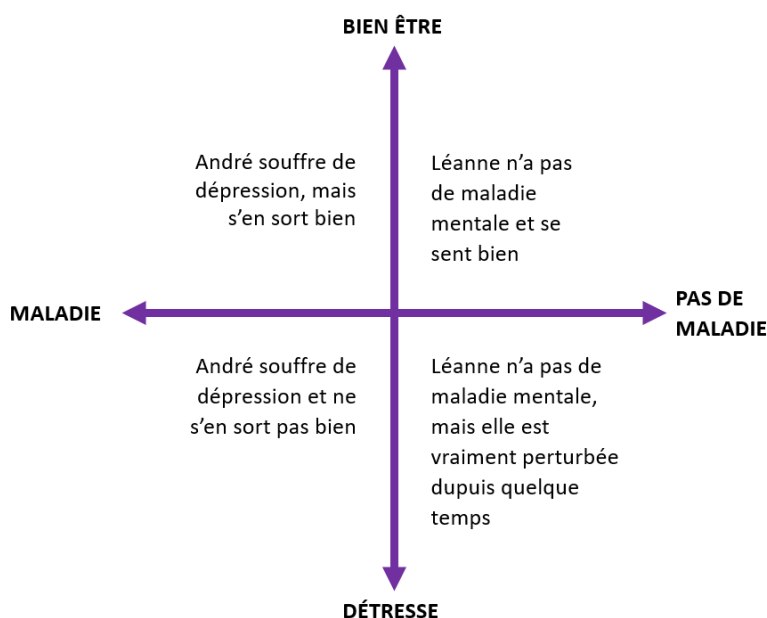 BIEN ÊTRE
André souffre de
dépression, mais
s'en sort bien
Léanne n'a pas
de maladie
mentale et se
sent bien
MALADIE
PAS DE
MALADIE
André souffre de
dépression et ne
s'en sort pas bien
Léanne n'a pas de
maladie mentale,
mais elle est
vraiment perturbée
dupuis quelque
temps
DÉTRESSE